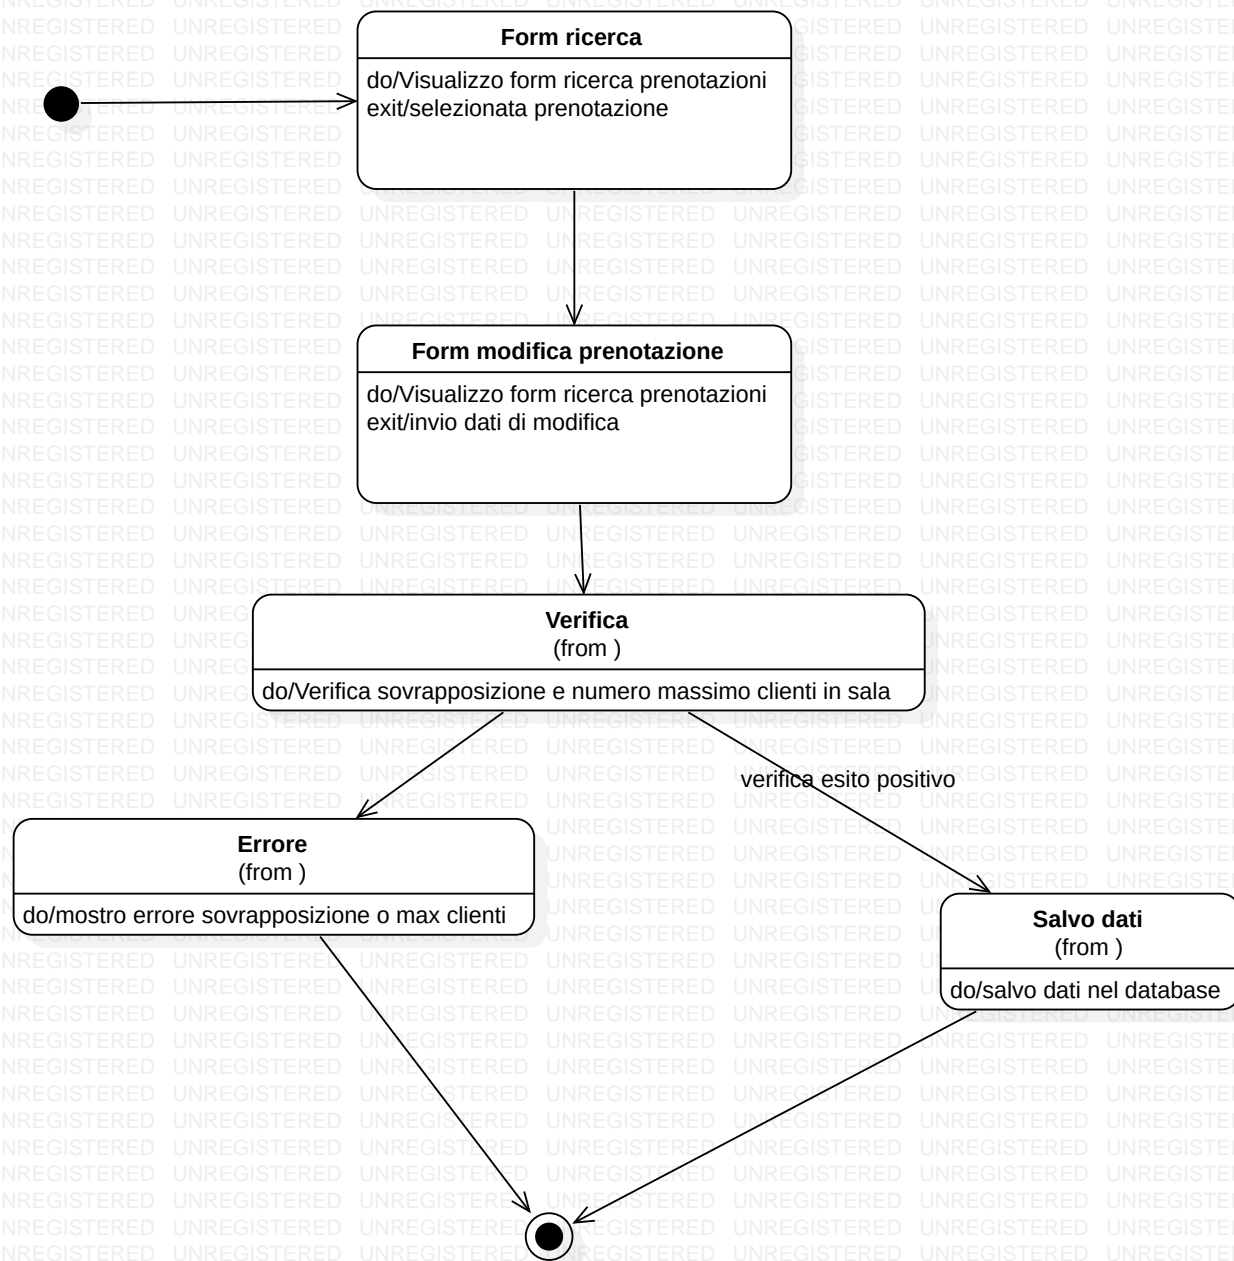 Form ricerca
do/Visualizzo form ricerca prenotazioni
exit/selezionata prenotazione
Form modifica prenotazione
do/Visualizzo form ricerca prenotazioni
exit/invio dati di modifica
Verifica
(from )
do/Verifica sovrapposizione e numero massimo clienti in sala
verifica esito positivo
Errore
(from )
do/mostro errore sovrapposizione o max clienti
Salvo dati
(from )
do/salvo dati nel database
UNREGISTERED